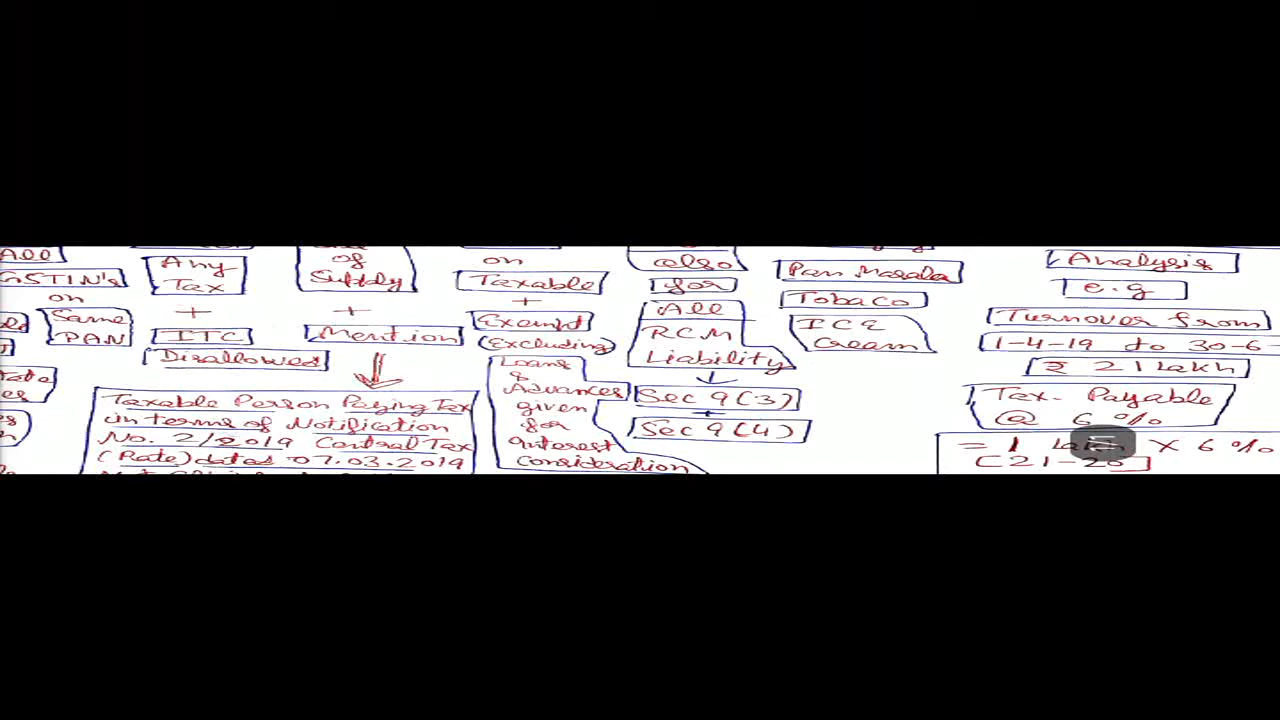 All
GSTIN's
on
Same
PAN
Any
Tax
+
ITC
Disallowed
of
Supply
+
Mention
Taxable Person Paying Tax
in terms of Notification
No. 2/2019 Central Tax
(Rate) dated 07.03.2019
on
Taxable
+
Exempt
(Excluding)
Loans
&
Advances
given
for
interest
consideration
also
for
All
RCM
Liability
Sec 9(3)
+
Sec 9(4)
Pan Masala
Tobaco
ICE
Cream
Analysis
e.g
Turnover from
1-4-19 to 30-6-
₹ 21 lakh
Tax Payable
@ 6%
= 1 lakh × 6%
(21-20